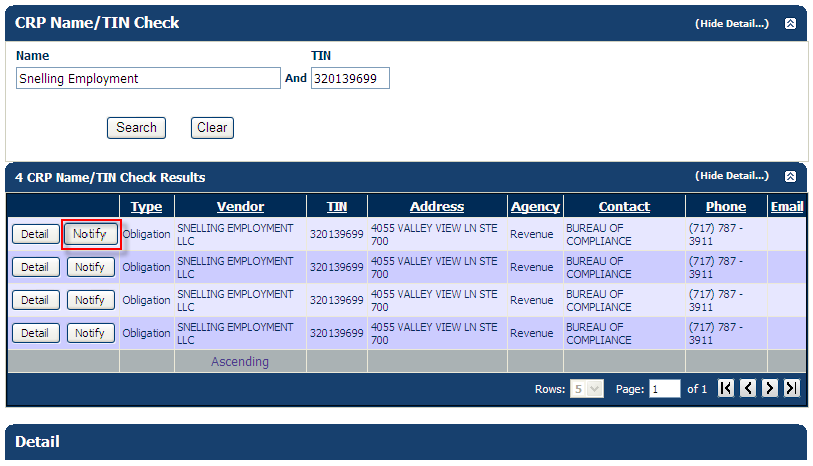 CRP Name/TIN Check (Hide Detail...)
Name TIN
Snelling Employment And 320139699
Search Clear
4 CRP Name/TIN Check Results (Hide Detail...)
Type Vendor TIN Address Agency Contact Phone Email
Detail Notify Obligation SNELLING EMPLOYMENT LLC 320139699 4055 VALLEY VIEW LN STE 700 Revenue BUREAU OF COMPLIANCE (717) 787 - 3911
Detail Notify Obligation SNELLING EMPLOYMENT LLC 320139699 4055 VALLEY VIEW LN STE 700 Revenue BUREAU OF COMPLIANCE (717) 787 - 3911
Detail Notify Obligation SNELLING EMPLOYMENT LLC 320139699 4055 VALLEY VIEW LN STE 700 Revenue BUREAU OF COMPLIANCE (717) 787 - 3911
Detail Notify Obligation SNELLING EMPLOYMENT LLC 320139699 4055 VALLEY VIEW LN STE 700 Revenue BUREAU OF COMPLIANCE (717) 787 - 3911
Ascending
Rows: 5 Page: 1 of 1
Detail